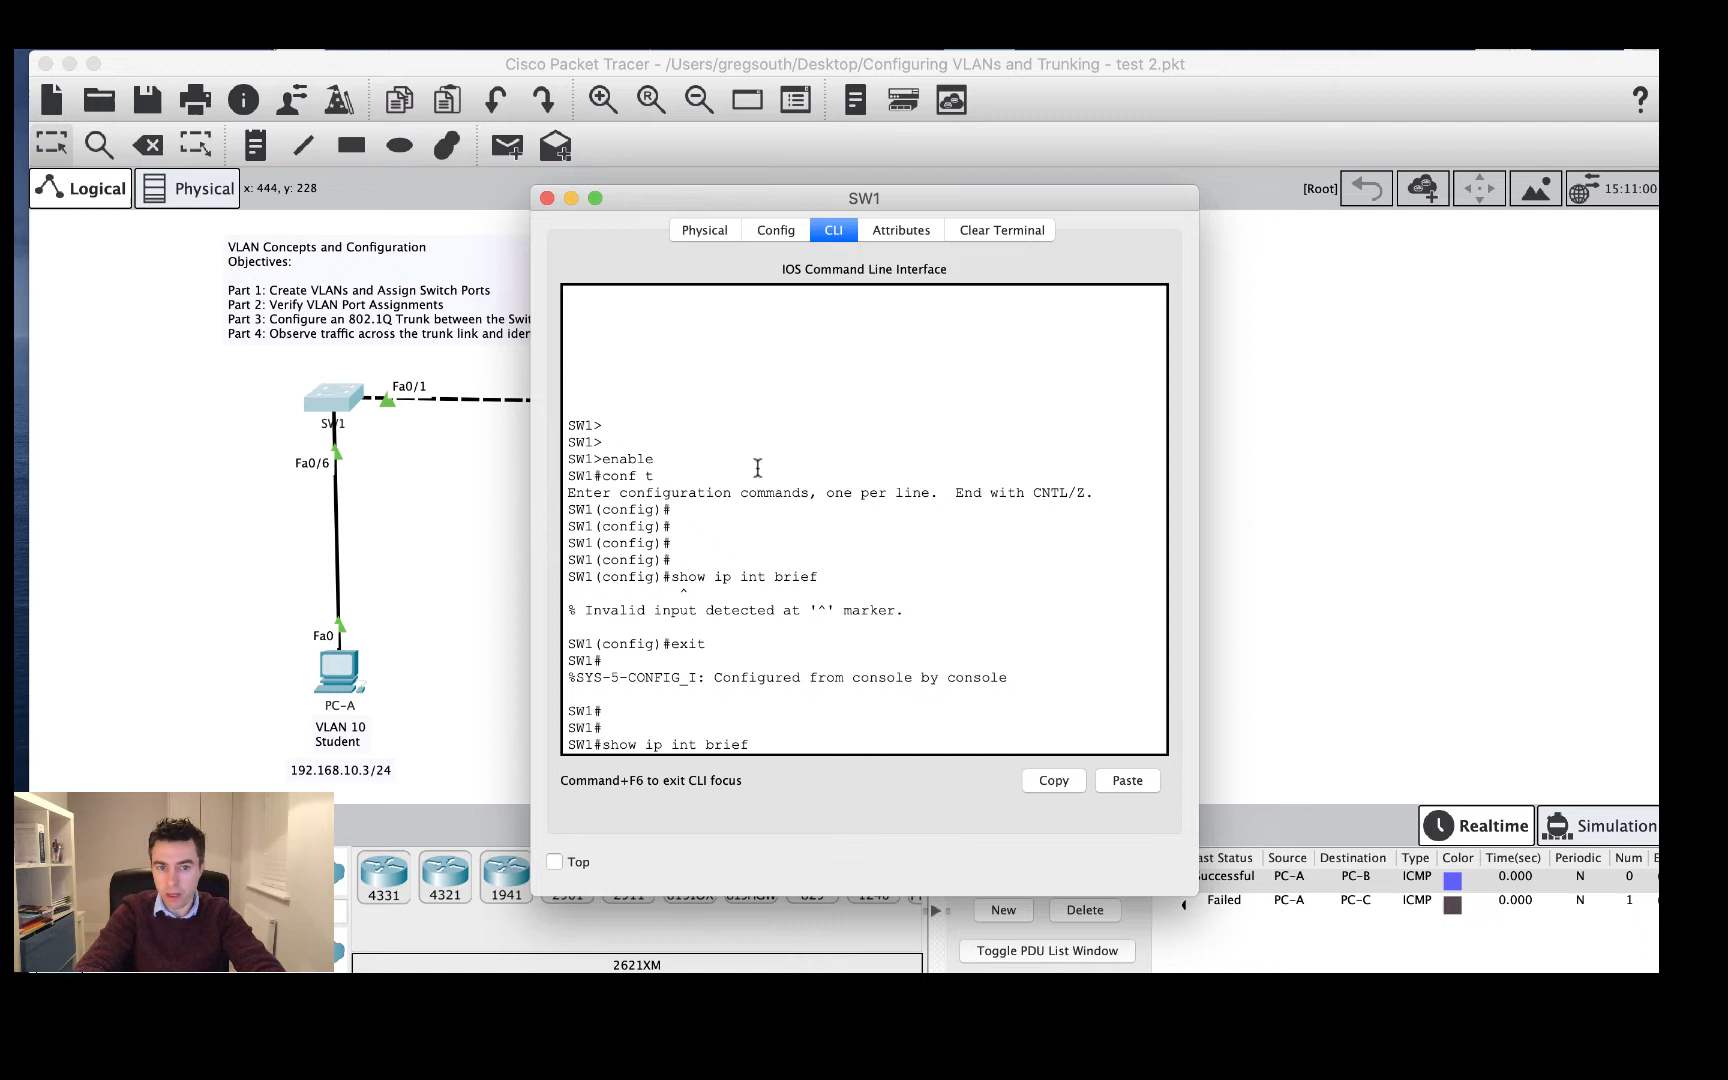 Cisco Packet Tracer - /Users/gregsouth/Desktop/Configuring VLANs and Trunking - test 2.pkt
Logical
Physical
x: 444, y: 228
[Root]
15:11:00
VLAN Concepts and Configuration
Objectives:
Part 1: Create VLANs and Assign Switch Ports
Part 2: Verify VLAN Port Assignments
Part 3: Configure an 802.1Q Trunk between the Swit
Part 4: Observe traffic across the trunk link and iden
Fa0/1
SW1
Fa0/6
Fa0
PC-A
VLAN 10
Student
192.168.10.3/24
SW1
Physical
Config
CLI
Attributes
Clear Terminal
IOS Command Line Interface
SW1>
SW1>
SW1>enable
SW1#conf t
Enter configuration commands, one per line.  End with CNTL/Z.
SW1(config)#
SW1(config)#
SW1(config)#
SW1(config)#
SW1(config)#show ip int brief
^
% Invalid input detected at '^' marker.
SW1(config)#exit
SW1#
%SYS-5-CONFIG_I: Configured from console by console
SW1#
SW1#
SW1#show ip int brief
Command+F6 to exit CLI focus
Copy
Paste
Top
Realtime
Simulation
4331
4321
1941
2621XM
New
Delete
Toggle PDU List Window
ast Status Source Destination Type Color Time(sec) Periodic Num
uccessful PC-A PC-B ICMP 0.000 N 0
Failed PC-A PC-C ICMP 0.000 N 1